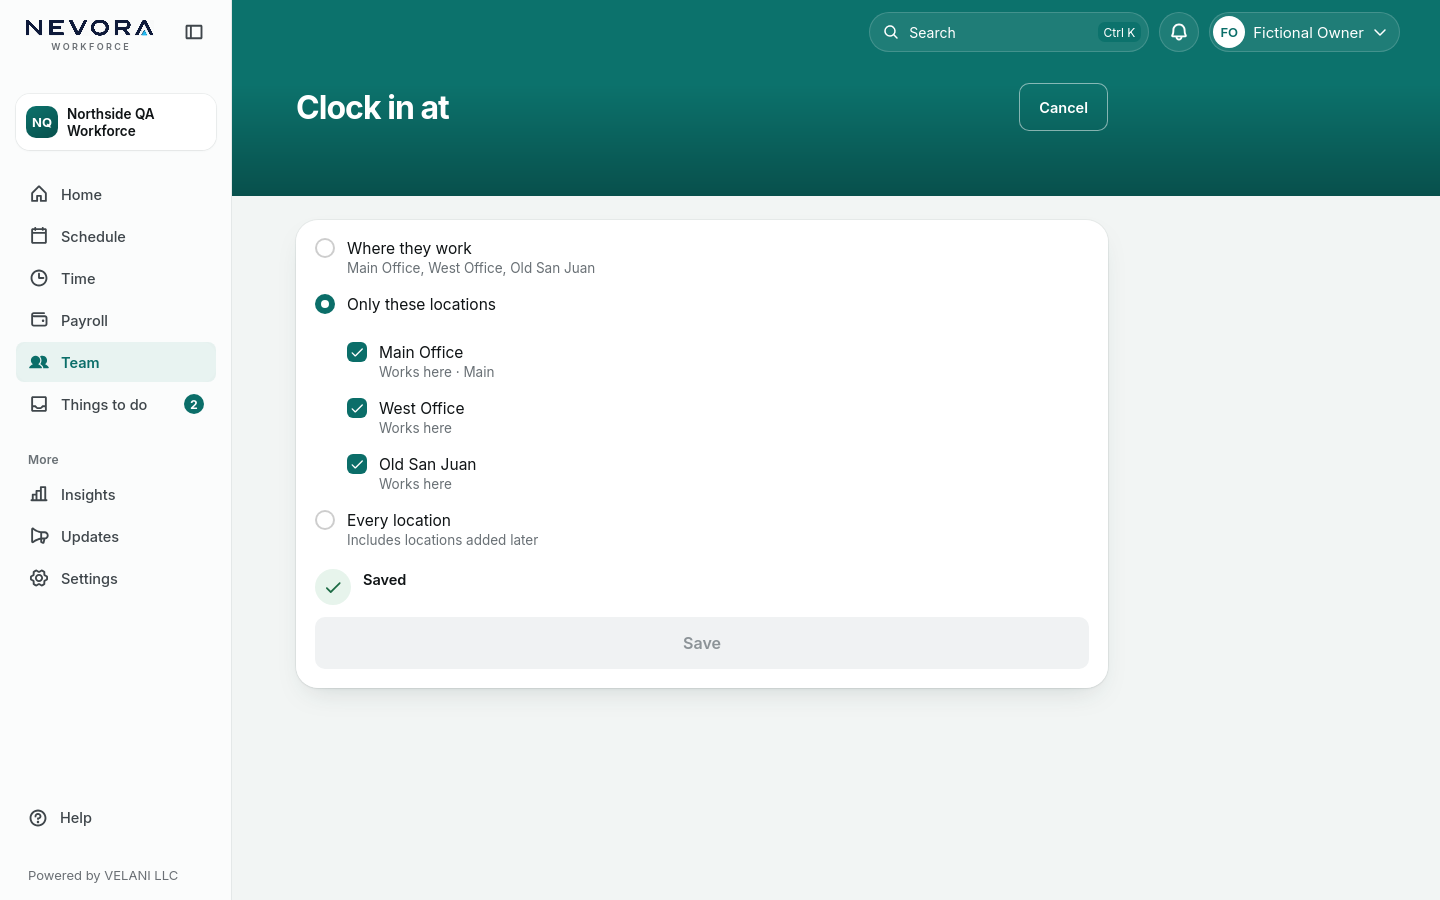 NEVORA
WORKFORCE
Search
Ctrl K
FO
Fictional Owner
NQ
Northside QA
Workforce
Clock in at
Cancel
Home
Schedule
Time
Payroll
Team
Things to do
2
More
Insights
Updates
Settings
Help
Powered by VELANI LLC
Where they work
Main Office, West Office, Old San Juan
Only these locations
Main Office
Works here · Main
West Office
Works here
Old San Juan
Works here
Every location
Includes locations added later
Saved
Save